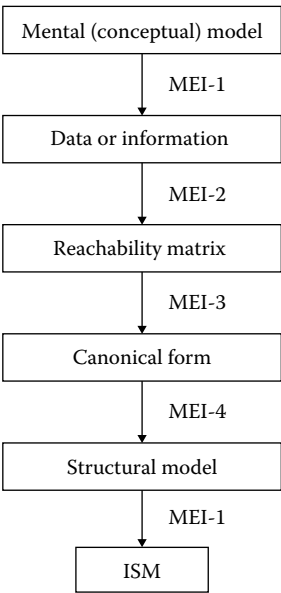 Mental (conceptual) model
MEI-1
Data or information
MEI-2
Reachability matrix
MEI-3
Canonical form
MEI-4
Structural model
MEI-1
ISM